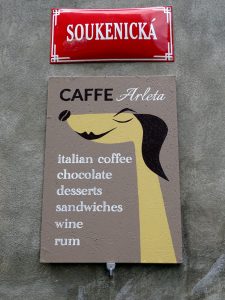 SOUKENICKÁ
CAFFE Arleta
italian coffee
chocolate
desserts
sandwiches
wine
rum